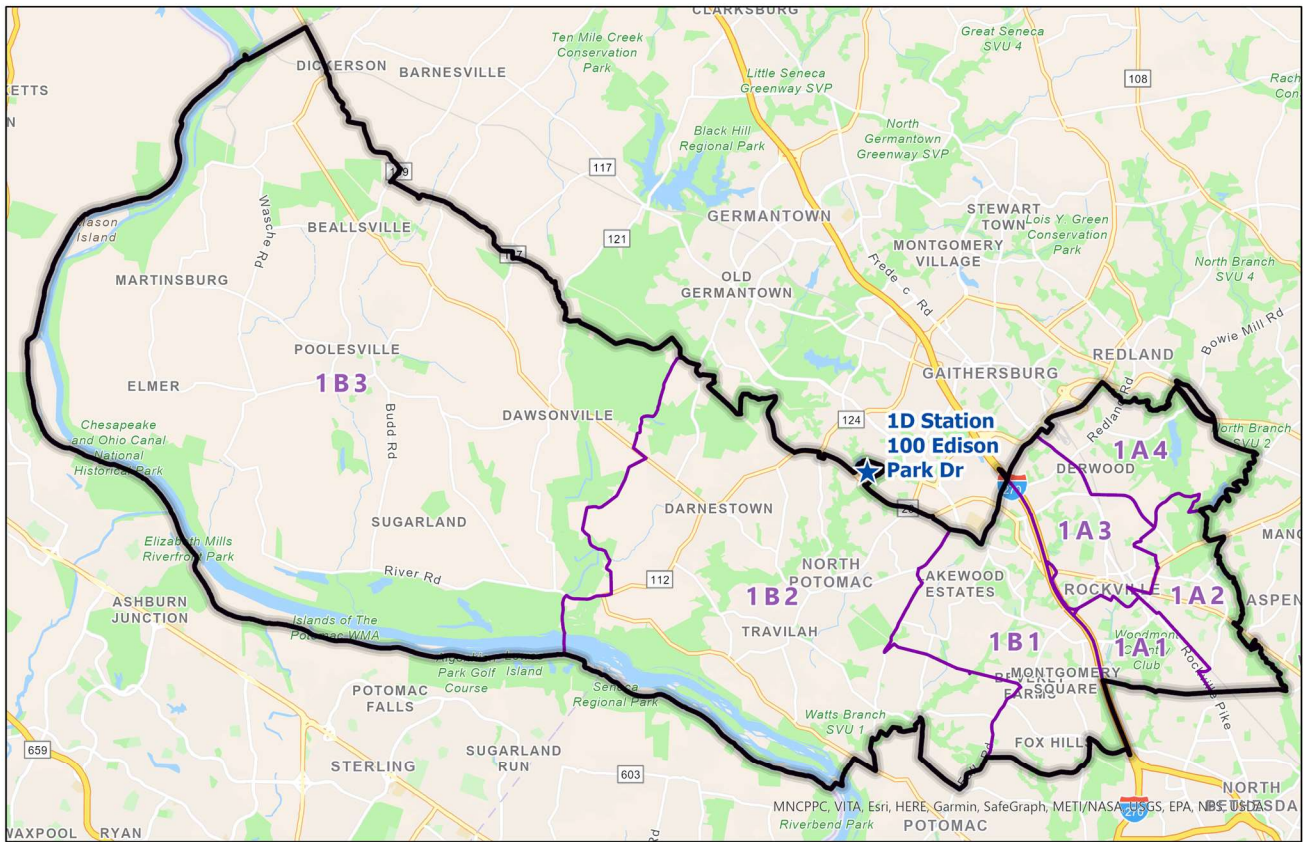 CLARKSBURG
Ten Mile Creek
Conservation
Park
Great Seneca
SVU 4
DICKERSON
BARNESVILLE
Little Seneca
Greenway SVP
108
ETTS
N
Black Hill
Regional Park
North
Germantown
Greenway SVP
117
109
Mason
Island
Wasche Rd
BEALLSVILLE
GERMANTOWN
STEWART
TOWN
Lois Y. Green
Conservation
Park
121
MONTGOMERY
VILLAGE
North Branch
SVU 4
MARTINSBURG
OLD
GERMANTOWN
Frede c Rd
Bowie Mill Rd
POOLESVILLE
1B3
ELMER
REDLAND
GAITHERSBURG
Redland Rd
Budd Rd
DAWSONVILLE
Chesapeake
and Ohio Canal
National
Historical Park
124
1D Station
100 Edison
Park Dr
North Branch
SVU 2
1A4
DERWOOD
270
DARNESTOWN
28
SUGARLAND
1A3
Elizabeth Mills
Riverfront Park
River Rd
112
NORTH
POTOMAC
1B2
ROCKVILLE
1A2
ASPEN
ASHBURN
JUNCTION
Islands of The
Potomac WMA
TRAVILAH
1B1
1A1
Woodmont
Country
Club
Rockville Pike
Park Golf
Course
Island
MONTGOMERY
SQUARE
BEVERLY
FARMS
POTOMAC
FALLS
Seneca
Regional Park
Watts Branch
SVU 1
659
SUGARLAND
RUN
FOX HILLS
STERLING
603
NORTH
BETHESDA
MNCPPC, VITA, Esri, HERE, Garmin, SafeGraph, METI/NASA, USGS, EPA, NPS, USDA
270
WAXPOOL
RYAN
Rd
Riverbend Park
POTOMAC